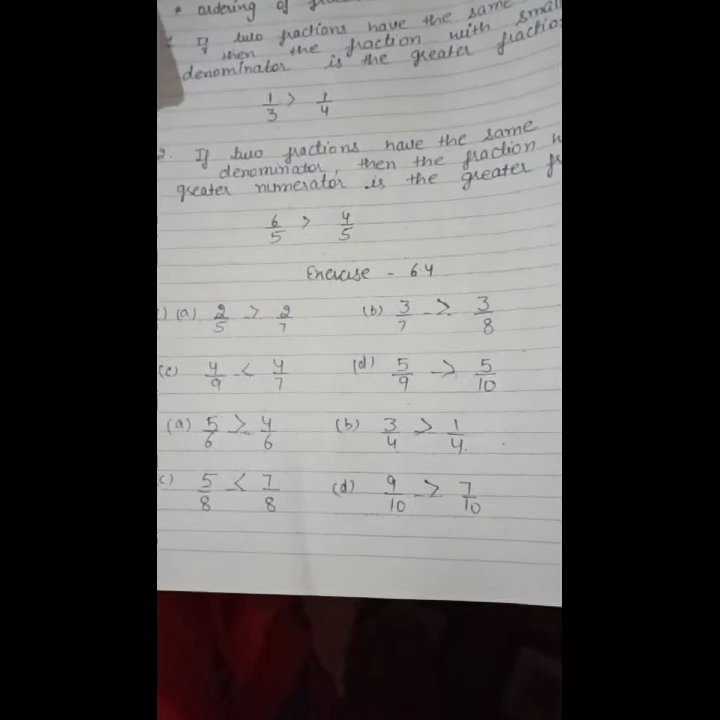 * ordering of
If two fractions have the same
then the fraction with small
denominator is the greater fractio
1/3 > 1/4
2. If two fractions have the same
denominator, then the fraction w
greater numerator is the greater fr
6/5 > 4/5
Exercise - 6.4
) (a) 2/5 > 2/7 (b) 3/7 > 3/8
(c) 4/9 < 4/7 (d) 5/9 > 5/10
(a) 5/6 > 4/6 (b) 3/4 > 1/4
c) 5/8 < 7/8 (d) 9/10 > 7/10